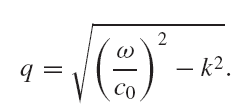 q = √((ω/c₀)² − k²).